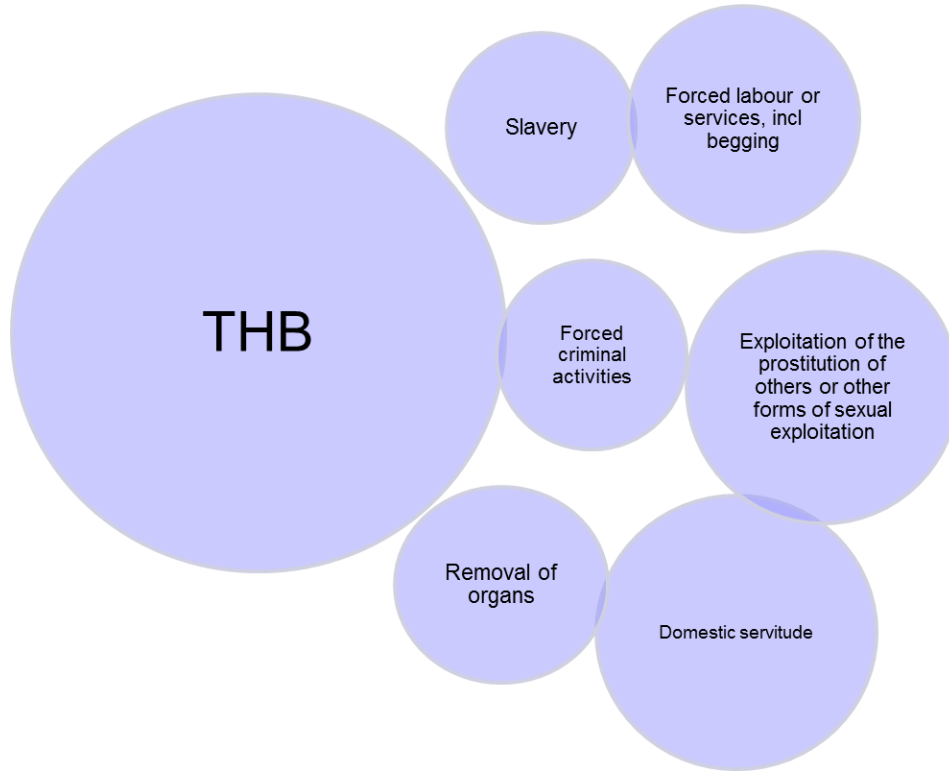 THB
Slavery
Forced labour or
services, incl
begging
Forced
criminal
activities
Exploitation of the
prostitution of
others or other
forms of sexual
exploitation
Removal of
organs
Domestic servitude